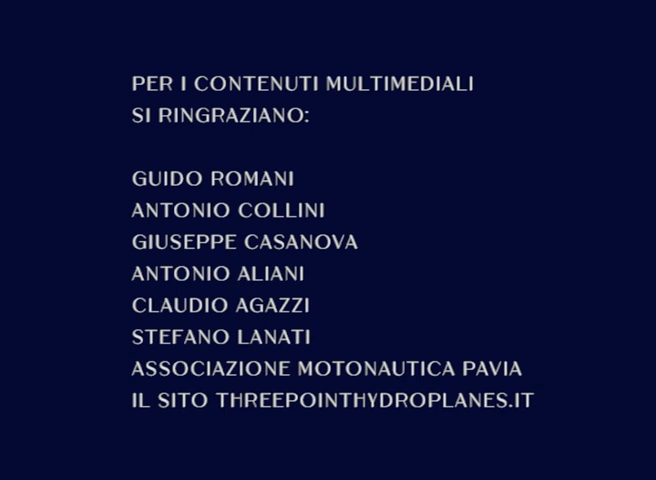 PER I CONTENUTI MULTIMEDIALI
SI RINGRAZIANO:
GUIDO ROMANI
ANTONIO COLLINI
GIUSEPPE CASANOVA
ANTONIO ALIANI
CLAUDIO AGAZZI
STEFANO LANATI
ASSOCIAZIONE MOTONAUTICA PAVIA
IL SITO THREEPOINTHYDROPLANES.IT